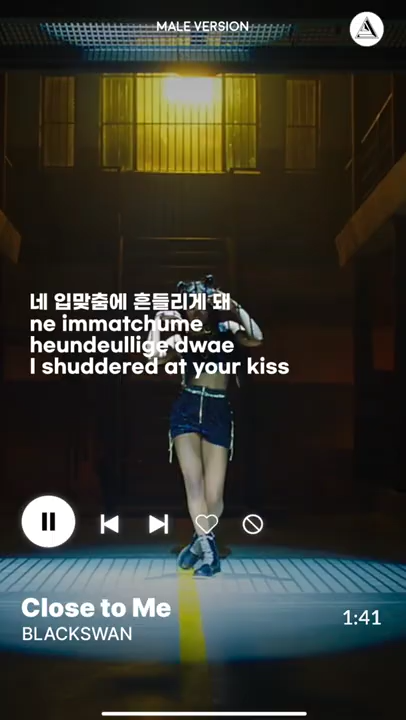 MALE VERSION
네 입맞춤에 흔들리게 돼
ne immatchume
heundeullige dwae
I shuddered at your kiss
Close to Me
BLACKSWAN
1:41